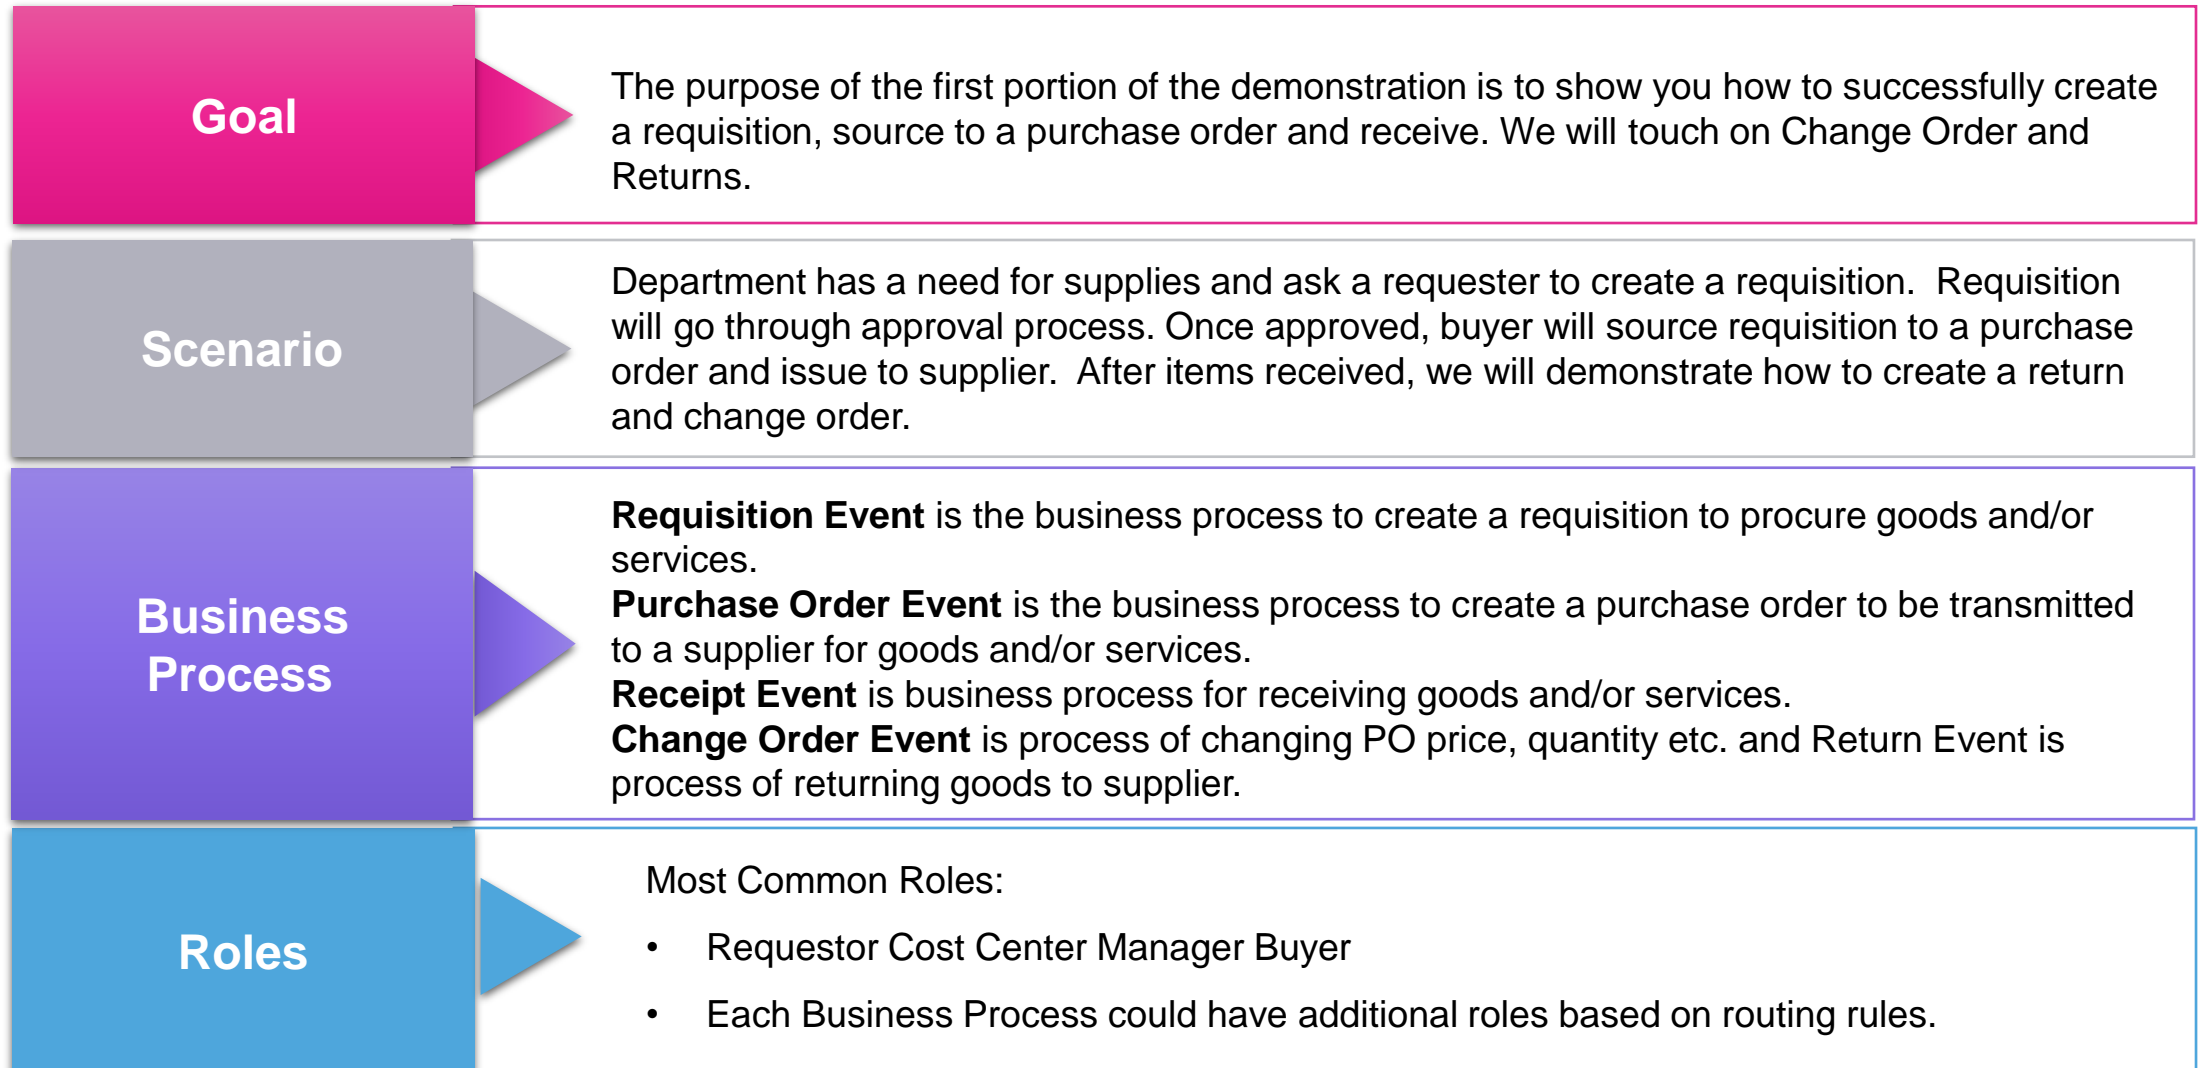 Goal
The purpose of the first portion of the demonstration is to show you how to successfully create
a requisition, source to a purchase order and receive. We will touch on Change Order and
Returns.
Scenario
Department has a need for supplies and ask a requester to create a requisition.  Requisition
will go through approval process. Once approved, buyer will source requisition to a purchase
order and issue to supplier.  After items received, we will demonstrate how to create a return
and change order.
Business
Process
Requisition Event is the business process to create a requisition to procure goods and/or
services.
Purchase Order Event is the business process to create a purchase order to be transmitted
to a supplier for goods and/or services.
Receipt Event is business process for receiving goods and/or services.
Change Order Event is process of changing PO price, quantity etc. and Return Event is
process of returning goods to supplier.
Roles
Most Common Roles:
• Requestor Cost Center Manager Buyer
• Each Business Process could have additional roles based on routing rules.